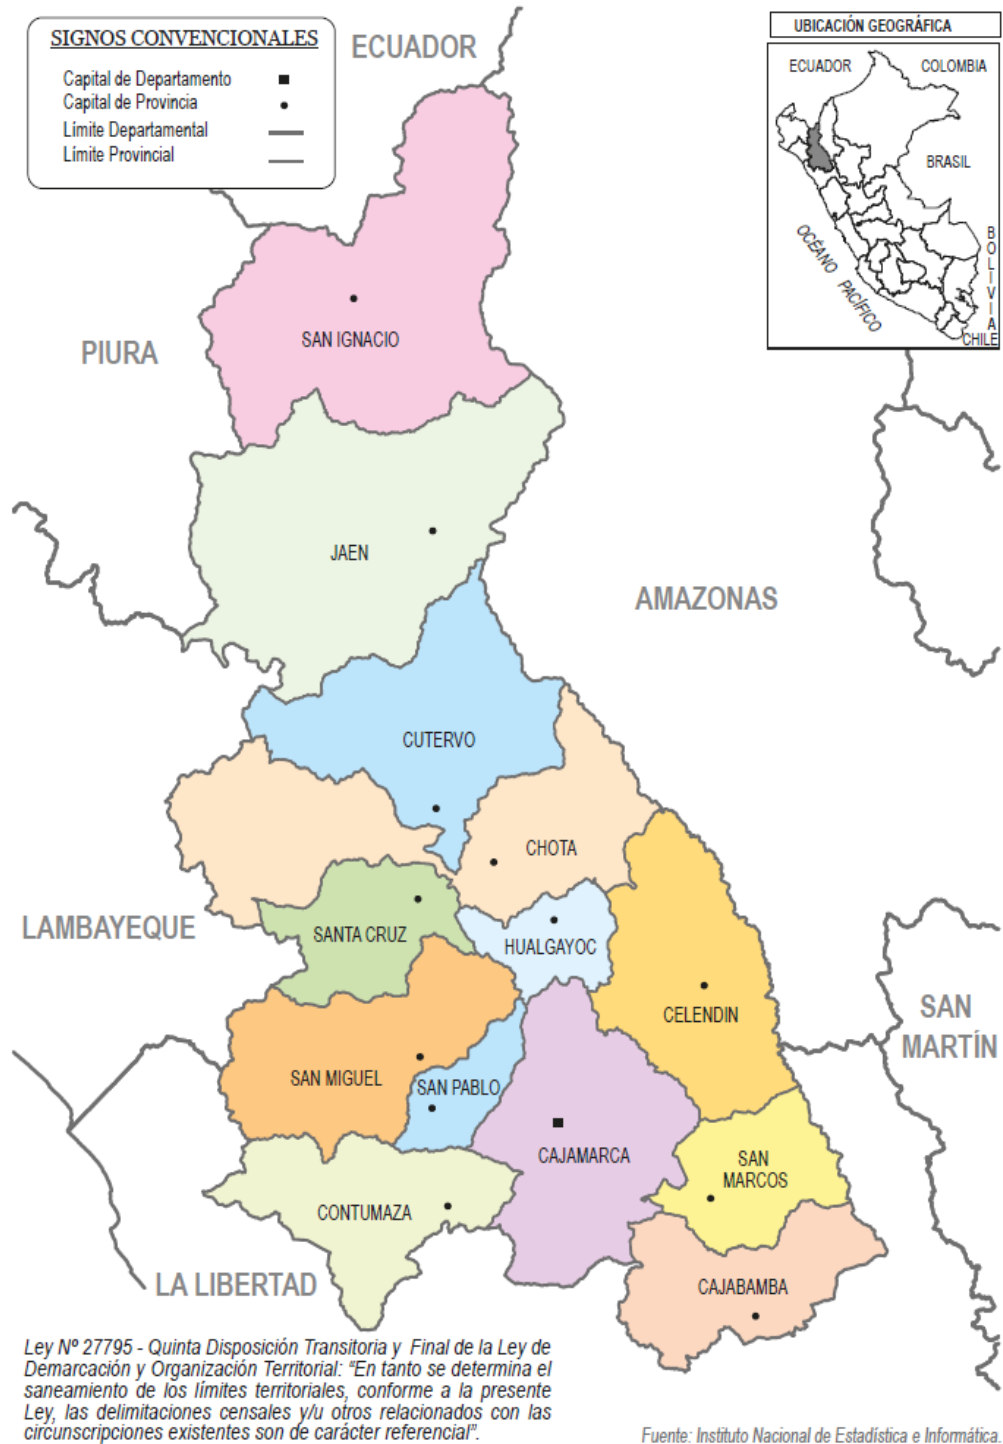 SIGNOS CONVENCIONALES
Capital de Departamento
Capital de Provincia
Límite Departamental
Límite Provincial
ECUADOR
UBICACIÓN GEOGRÁFICA
ECUADOR
COLOMBIA
BRASIL
BOLIVIA
OCÉANO PACÍFICO
CHILE
PIURA
SAN IGNACIO
JAEN
AMAZONAS
CUTERVO
CHOTA
LAMBAYEQUE
SANTA CRUZ
HUALGAYOC
CELENDIN
SAN
MARTÍN
SAN MIGUEL
SAN PABLO
CAJAMARCA
SAN
MARCOS
CONTUMAZA
LA LIBERTAD
CAJABAMBA
Ley Nº 27795 - Quinta Disposición Transitoria y Final de la Ley de
Demarcación y Organización Territorial: “En tanto se determina el
saneamiento de los límites territoriales, conforme a la presente
Ley, las delimitaciones censales y/u otros relacionados con las
circunscripciones existentes son de carácter referencial”.
Fuente: Instituto Nacional de Estadística e Informática.